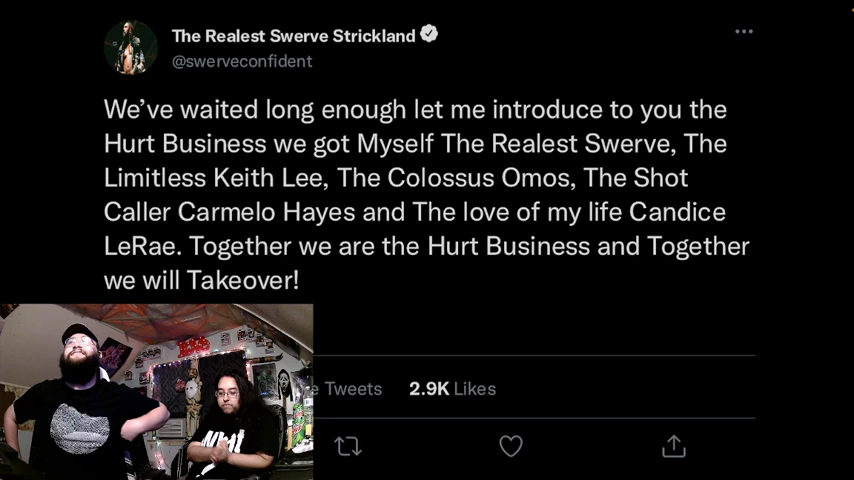 The Realest Swerve Strickland
@swerveconfident
We’ve waited long enough let me introduce to you the
Hurt Business we got Myself The Realest Swerve, The
Limitless Keith Lee, The Colossus Omos, The Shot
Caller Carmelo Hayes and The love of my life Candice
LeRae. Together we are the Hurt Business and Together
we will Takeover!
e Tweets 2.9K Likes